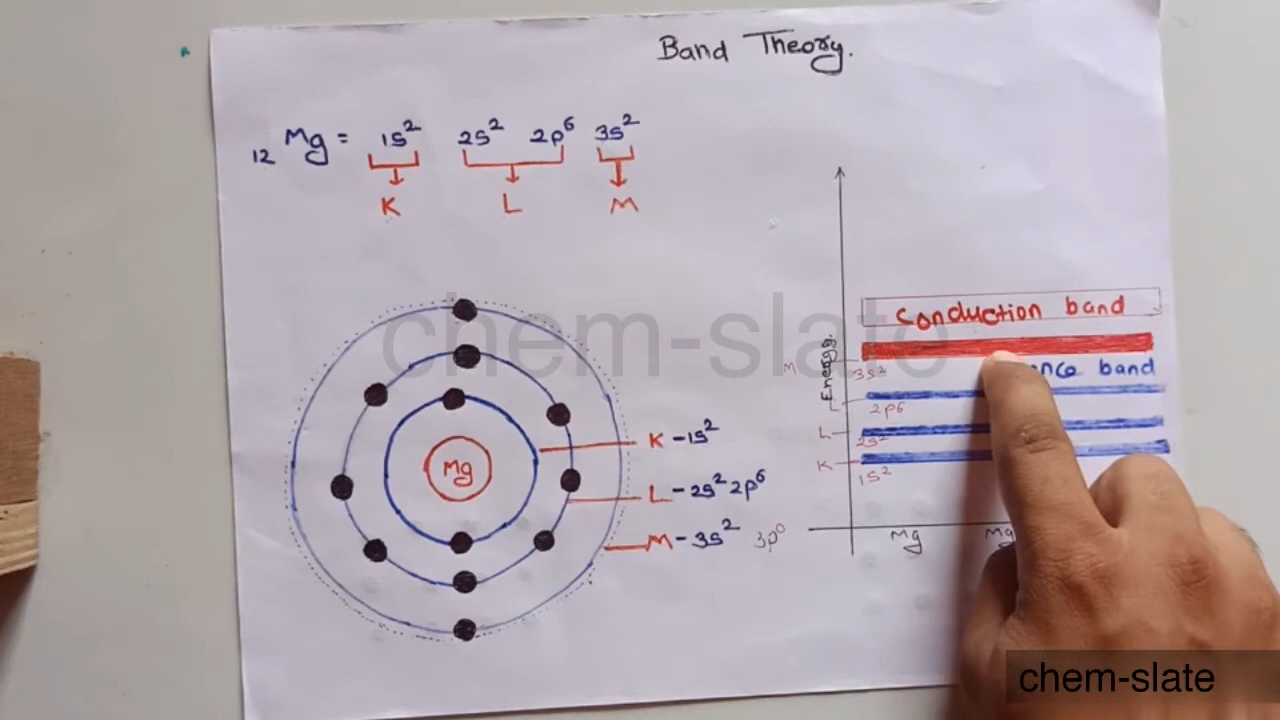 Band Theory.
12 Mg = 1s² 2s² 2p⁶ 3s²
K L M
chem-slate
Conduction band
Energy
M 3s²
band
L 2p⁶
L 2s²
K 1s²
Mg
K - 1s²
L - 2s² 2p⁶
M - 3s² 3p⁰
Mg Mg
chem-slate